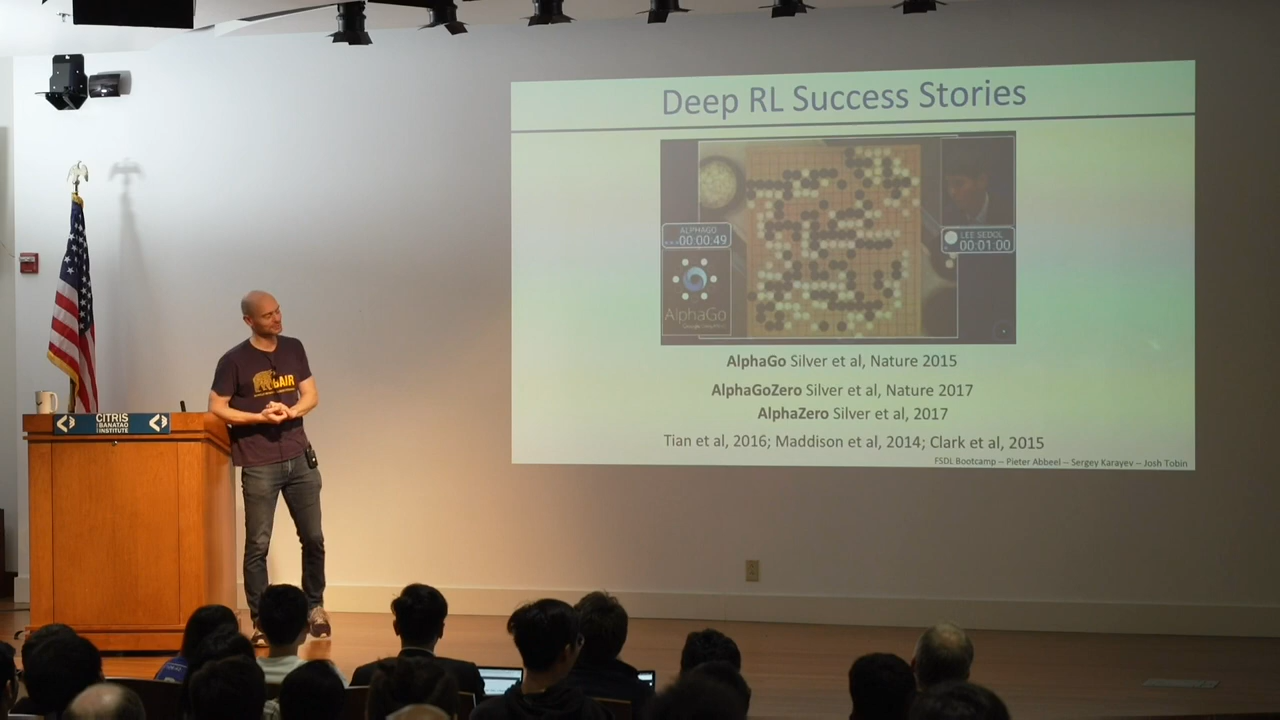 Deep RL Success Stories
ALPHAGO
00:00:49
LEE SEDOL
00:01:00
AlphaGo
AlphaGo Silver et al, Nature 2015
AlphaGoZero Silver et al, Nature 2017
AlphaZero Silver et al, 2017
Tian et al, 2016; Maddison et al, 2014; Clark et al, 2015
FSDL Bootcamp – Pieter Abbeel – Sergey Karayev – Josh Tobin
BAIR
CITRIS
BANATAO
INSTITUTE